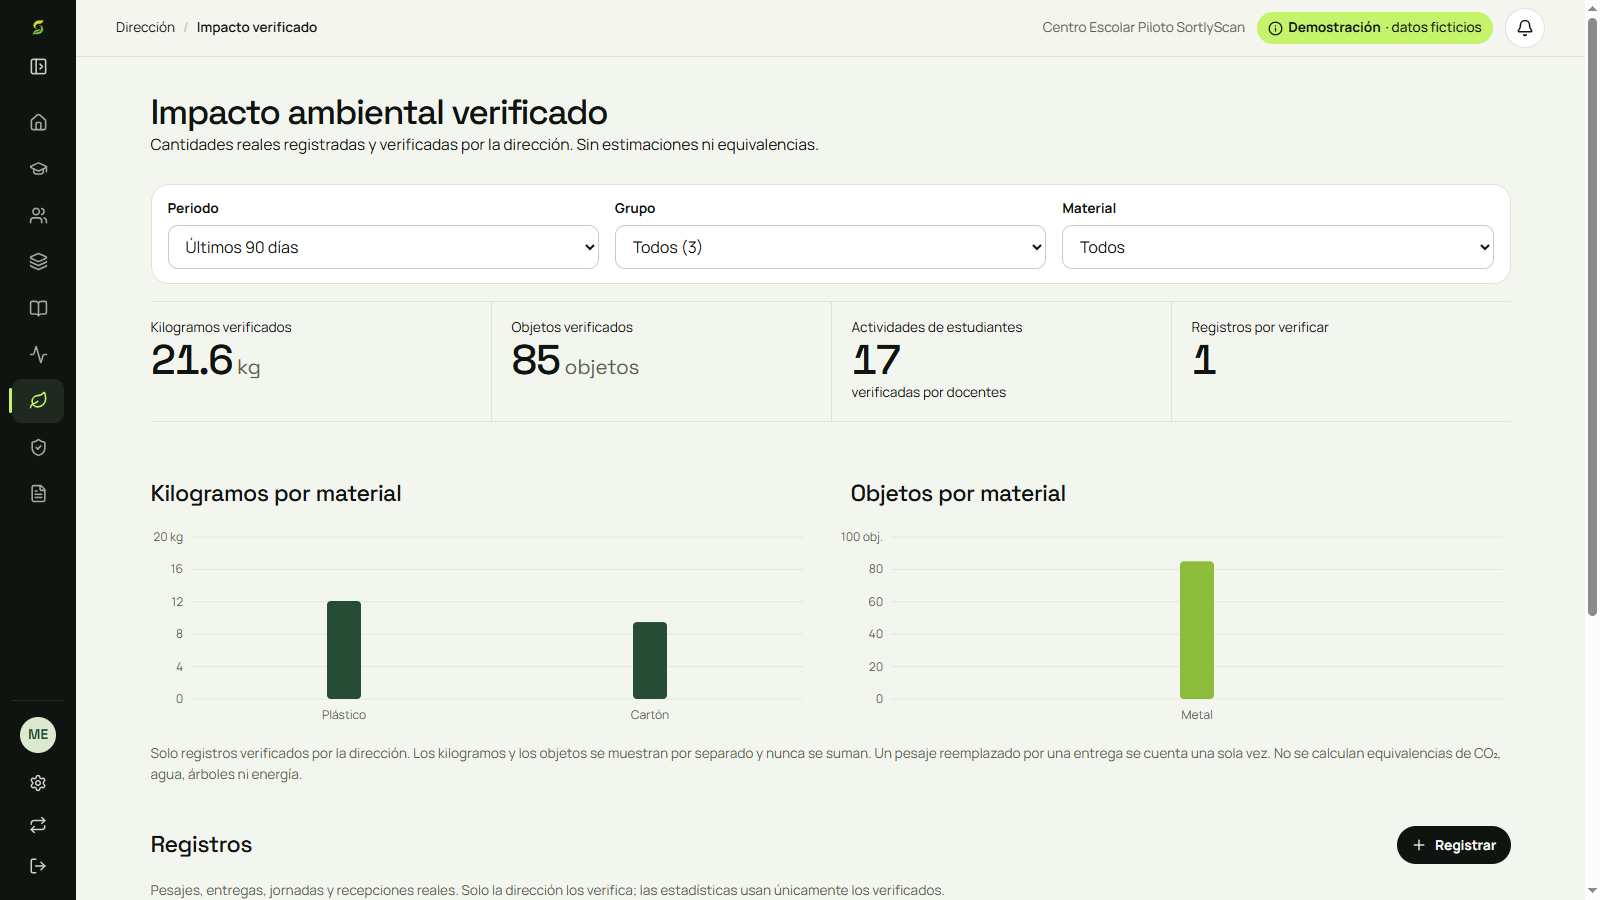 Dirección / Impacto verificado
Centro Escolar Piloto SortlyScan
Demostración · datos ficticios
Impacto ambiental verificado
Cantidades reales registradas y verificadas por la dirección. Sin estimaciones ni equivalencias.
Periodo
Últimos 90 días
Grupo
Todos (3)
Material
Todos
Kilogramos verificados
21.6 kg
Objetos verificados
85 objetos
Actividades de estudiantes
17
verificadas por docentes
Registros por verificar
1
Kilogramos por material
20 kg
16
12
8
4
0
Plástico
Cartón
Objetos por material
100 obj.
80
60
40
20
0
Metal
Solo registros verificados por la dirección. Los kilogramos y los objetos se muestran por separado y nunca se suman. Un pesaje reemplazado por una entrega se cuenta una sola vez. No se calculan equivalencias de CO₂,
agua, árboles ni energía.
Registros
Registrar
Pesajes, entregas, jornadas y recepciones reales. Solo la dirección los verifica; las estadísticas usan únicamente los verificados.
ME